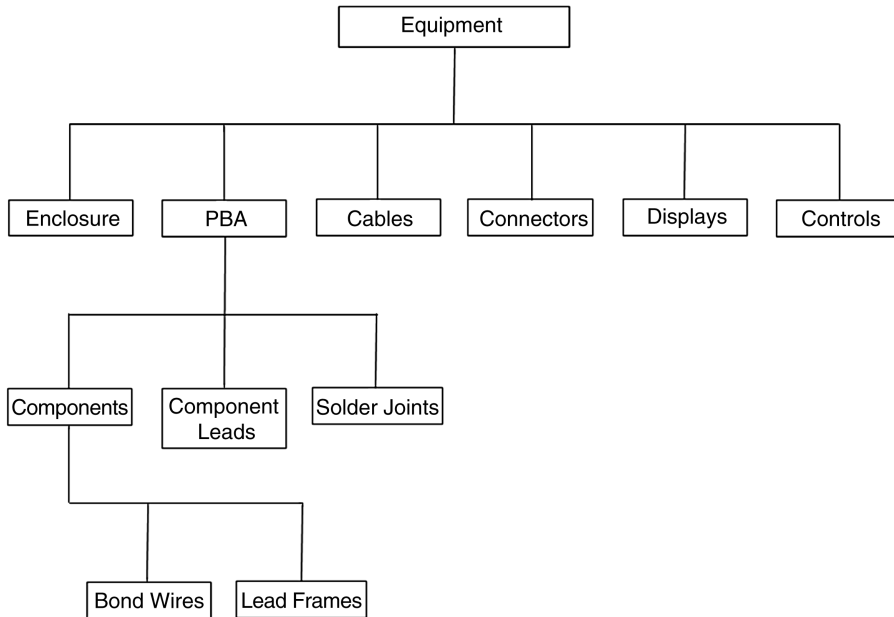 Equipment
Enclosure
PBA
Cables
Connectors
Displays
Controls
Components
Component
Leads
Solder Joints
Bond Wires
Lead Frames